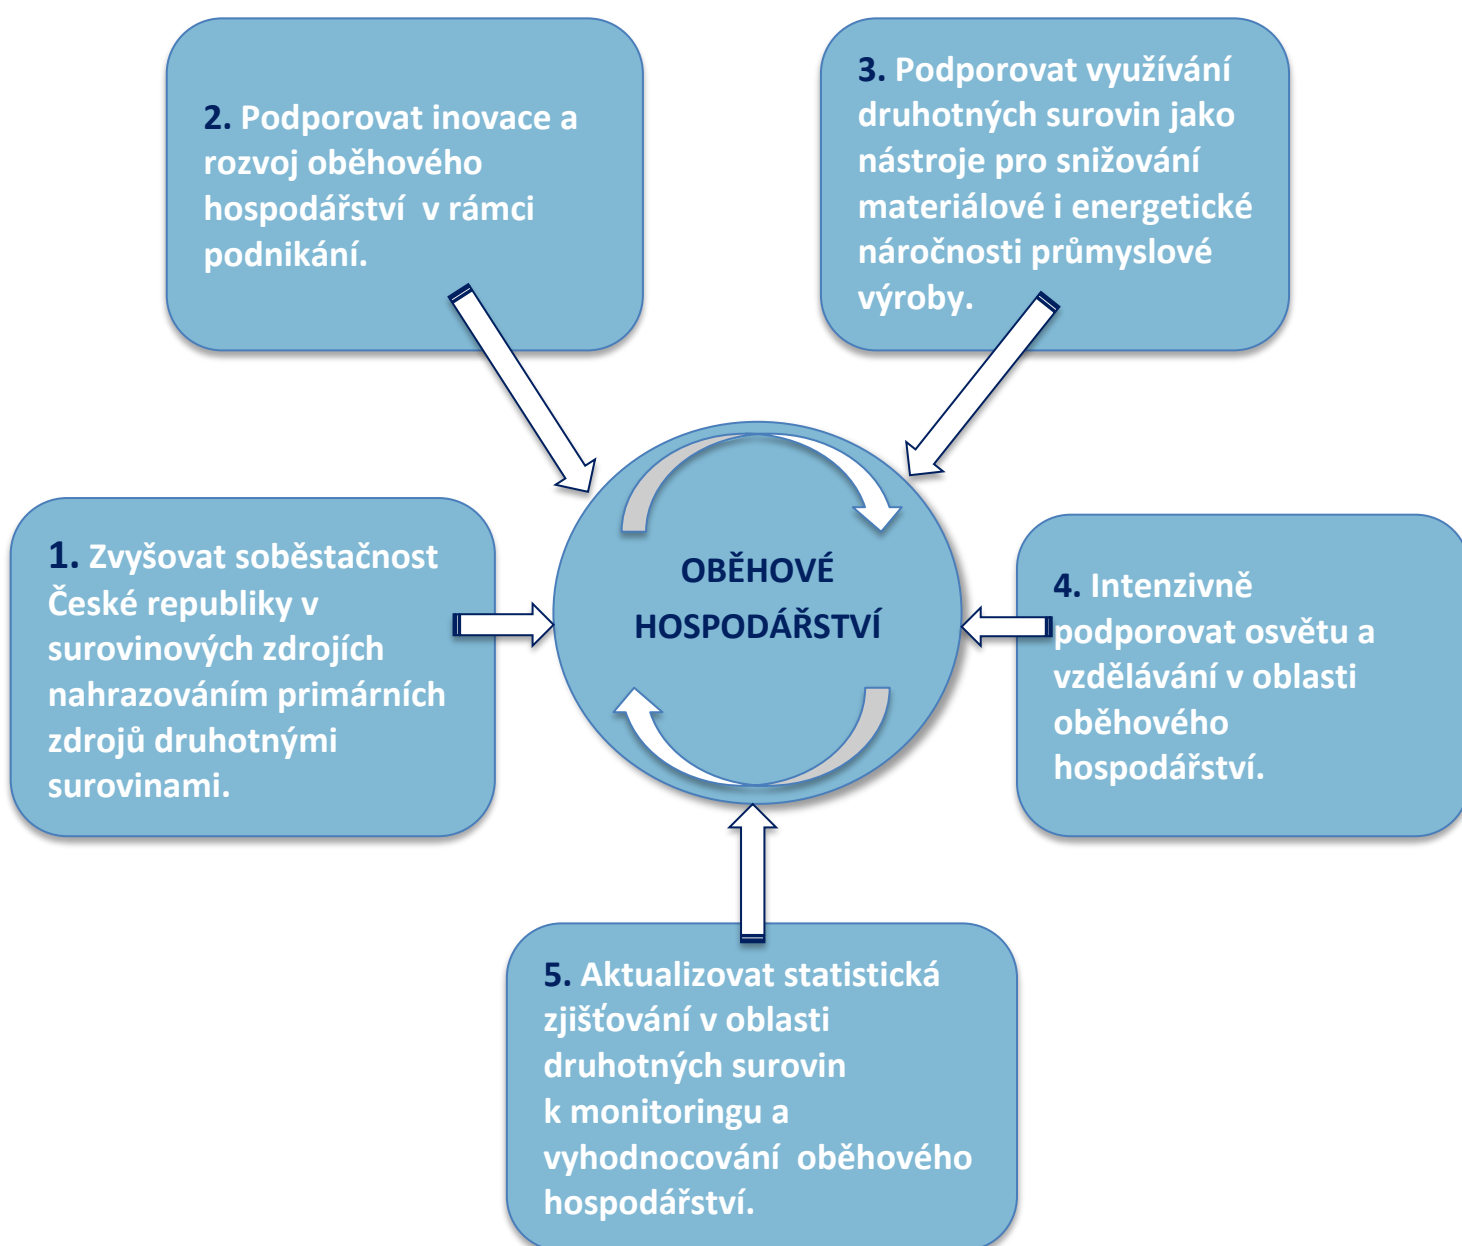 2. Podporovat inovace a
rozvoj oběhového
hospodářství  v rámci
podnikání.
3. Podporovat využívání
druhotných surovin jako
nástroje pro snižování
materiálové i energetické
náročnosti průmyslové
výroby.
1. Zvyšovat soběstačnost
České republiky v
surovinových zdrojích
nahrazováním primárních
zdrojů druhotnými
surovinami.
OBĚHOVÉ
HOSPODÁŘSTVÍ
4. Intenzivně
podporovat osvětu a
vzdělávání v oblasti
oběhového
hospodářství.
5. Aktualizovat statistická
zjišťování v oblasti
druhotných surovin
k monitoringu a
vyhodnocování  oběhového
hospodářství.